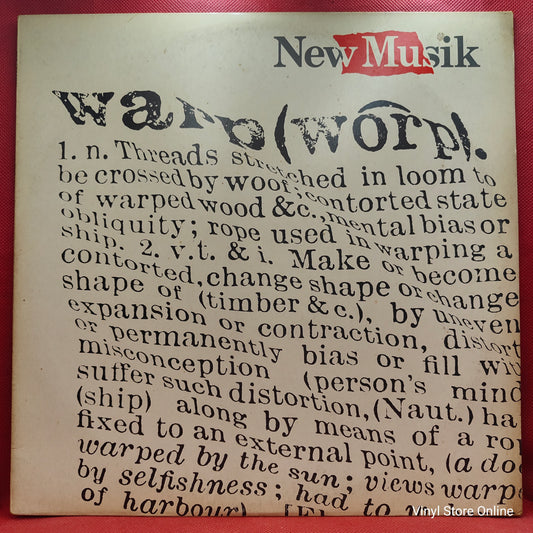 New Musik
warp (wôrp).
1. n. Threads stretched in loom to
be crossed by woof; contorted state
of warped wood &c., mental bias or
obliquity; rope used in warping a
ship. 2. v.t. & i. Make or become
contorted, change shape or change
shape of (timber & c.), by uneven
expansion or contraction, distort
or permanently bias or fill with
misconception (person's mind
suffer such distortion, (Naut.) ha
(ship) along by means of a rop
fixed to an external point, (a doc
warped by the sun; views warpe
by selfishness; had to
of harbour)
Vinyl Store Online